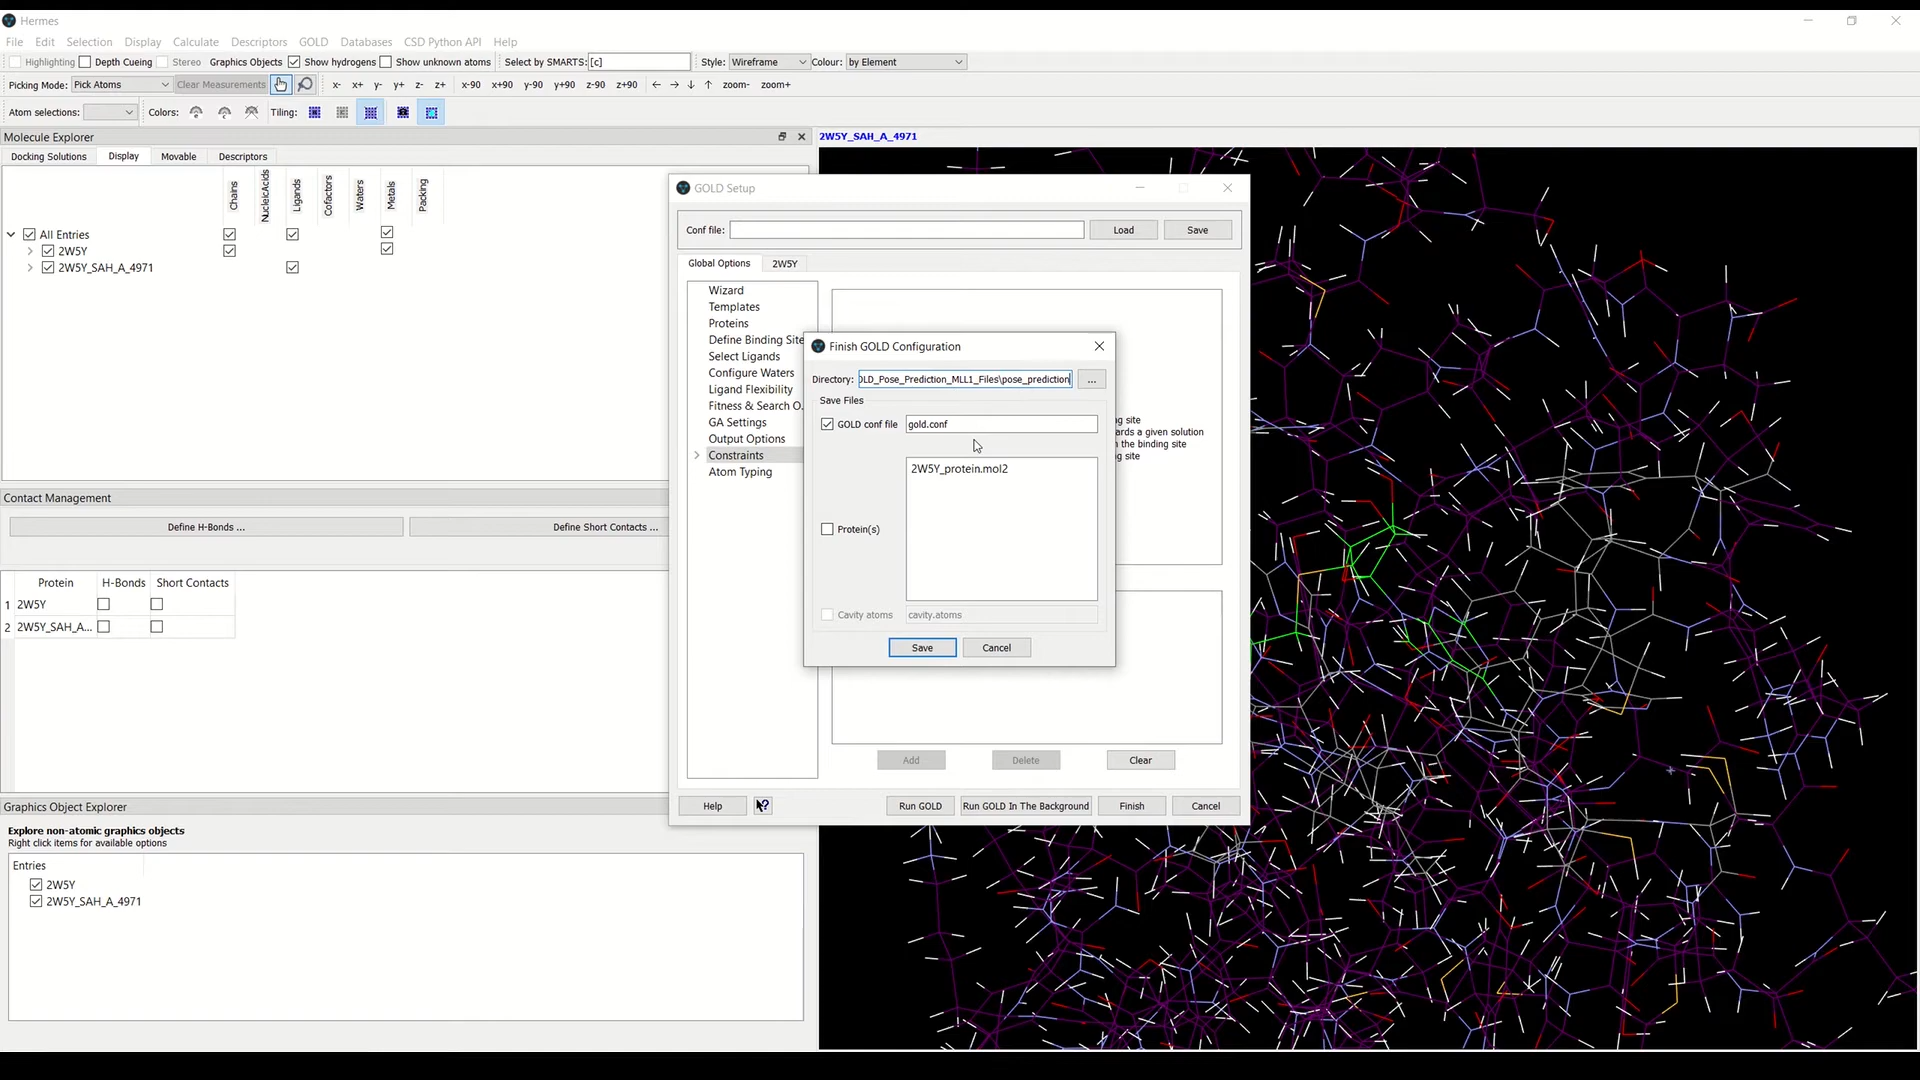 Hermes
File Edit Selection Display Calculate Descriptors GOLD Databases CSD Python API Help
Highlighting Depth Cueing Stereo Graphics Objects Show hydrogens Show unknown atoms Select by SMARTS: [c] Style: Wireframe Colour: by Element
Picking Mode: Pick Atoms Clear Measurements x- x+ y- y+ z- z+ x-90 x+90 y-90 y+90 z-90 z+90 ← → ↓ ↑ zoom- zoom+
Atom selections: Colors: Tiling:
Molecule Explorer
2W5Y_SAH_A_4971
Docking Solutions Display Movable Descriptors
Chains NucleicAcids Ligands Cofactors Waters Metals Packing
All Entries
2W5Y
2W5Y_SAH_A_4971
Contact Management
Define H-Bonds ... Define Short Contacts ...
Protein H-Bonds Short Contacts
1 2W5Y
2 2W5Y_SAH_A...
Graphics Object Explorer
Explore non-atomic graphics objects
Right click items for available options
Entries
2W5Y
2W5Y_SAH_A_4971
GOLD Setup
Conf file: Load Save
Global Options 2W5Y
Wizard
Templates
Proteins
Define Binding Site
Select Ligands
Configure Waters
Ligand Flexibility
Fitness & Search O.
GA Settings
Output Options
Constraints
Atom Typing
ng site
ards a given solution
n the binding site
ng site
Add Delete Clear
Help Run GOLD Run GOLD In The Background Finish Cancel
Finish GOLD Configuration
Directory: OLD_Pose_Prediction_MLL1_Files\pose_prediction ...
Save Files
GOLD conf file gold.conf
2W5Y_protein.mol2
Protein(s)
Cavity atoms cavity.atoms
Save Cancel